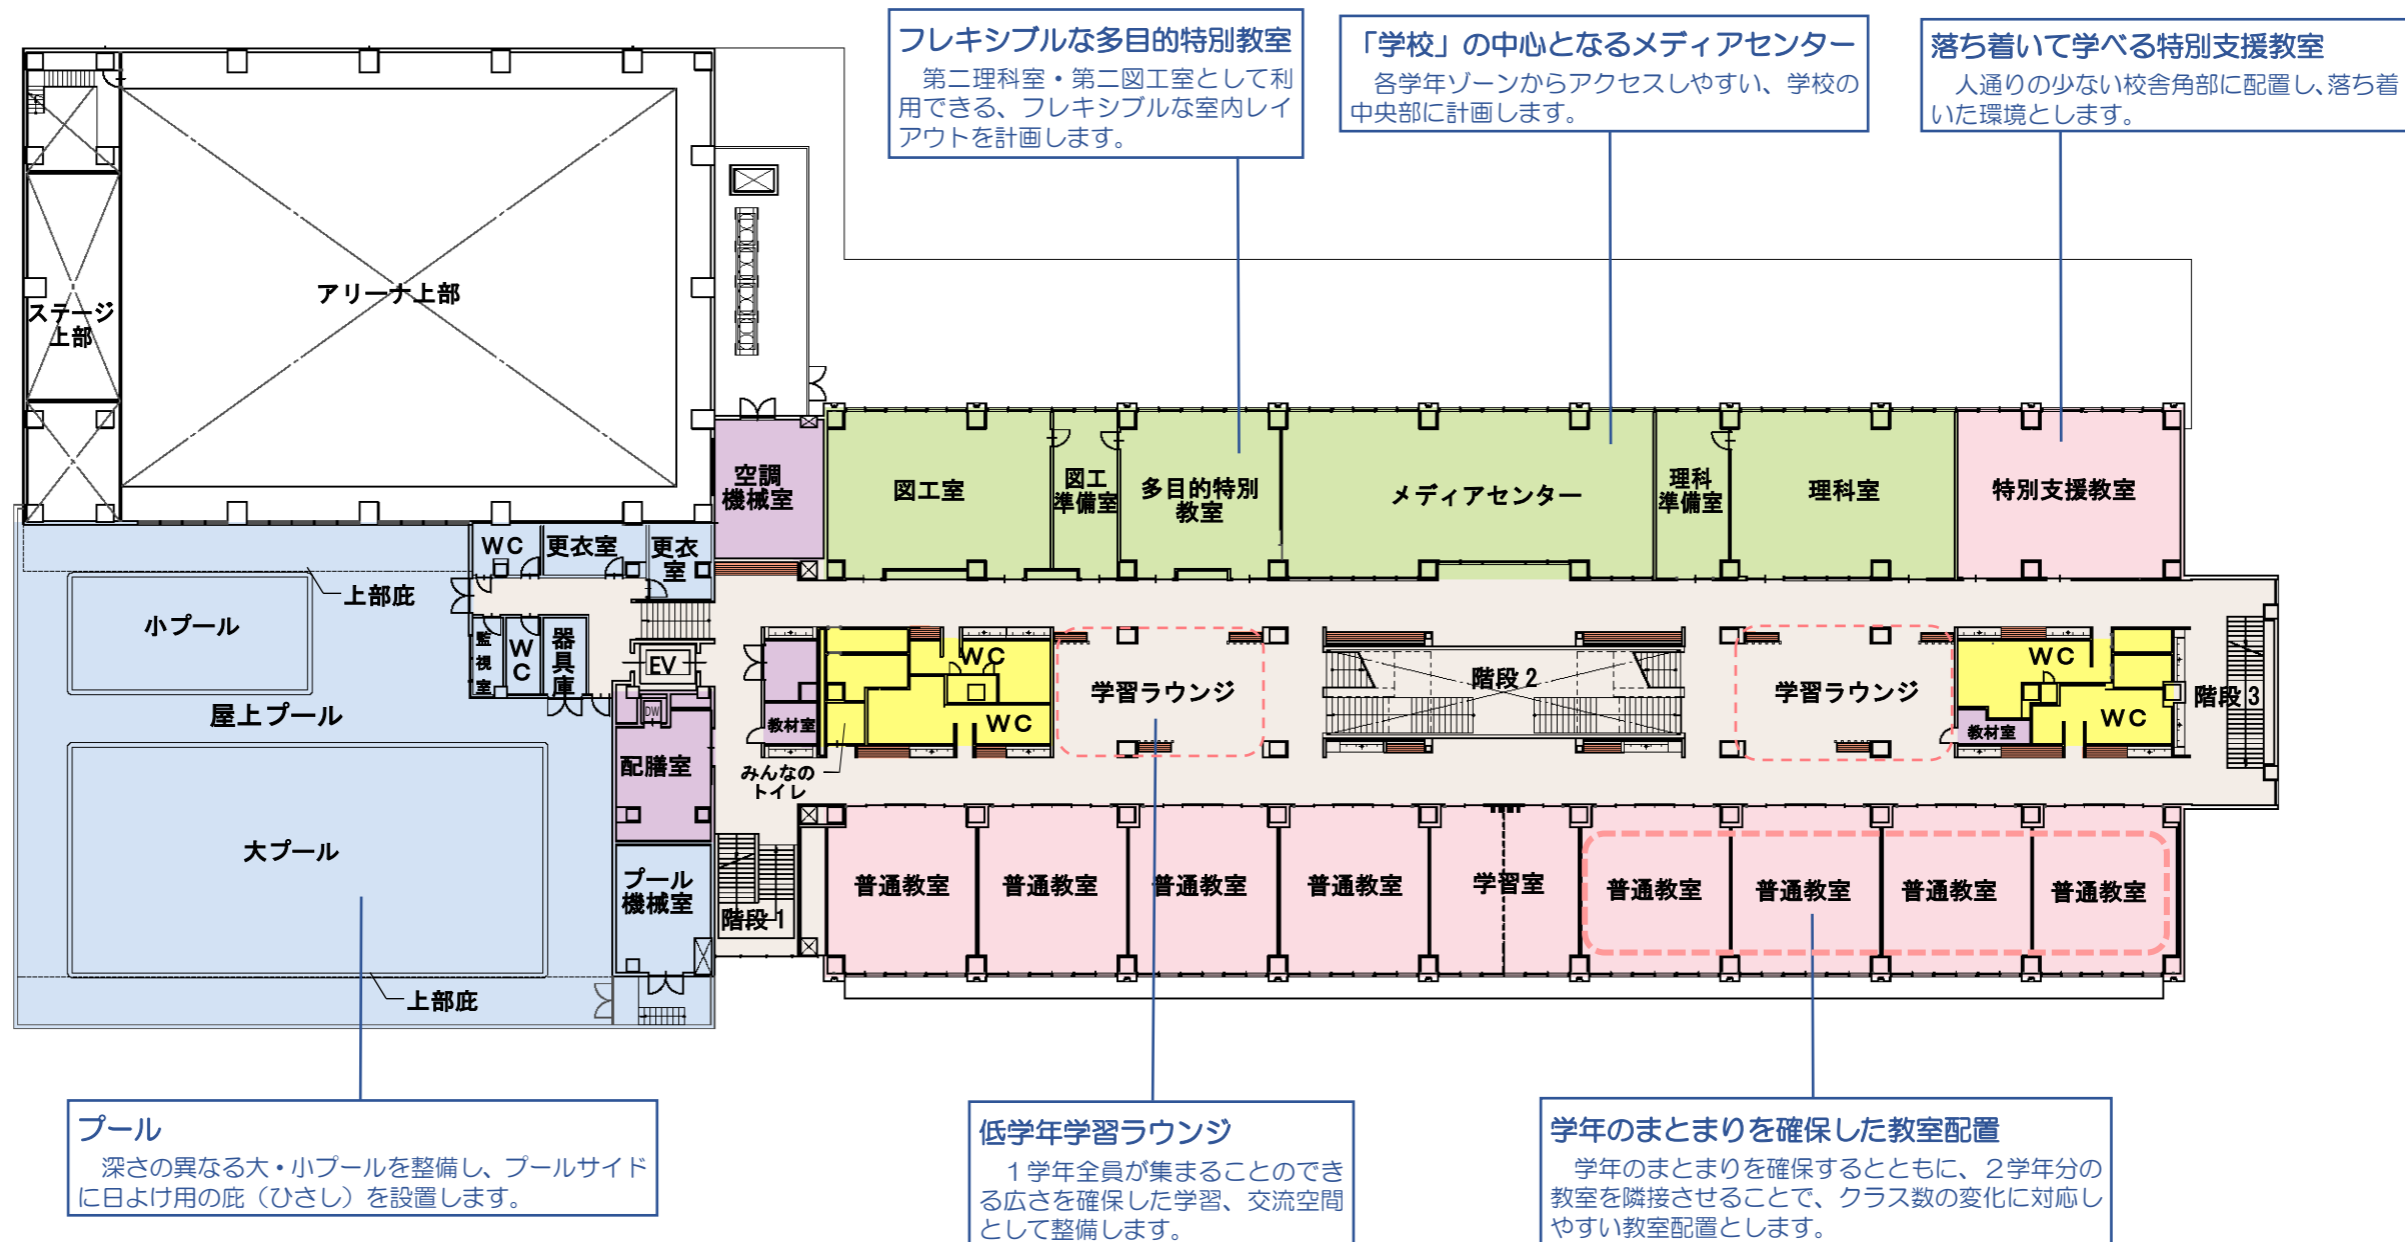 フレキシブルな多目的特別教室
第二理科室・第二図工室として利
用できる、フレキシブルな室内レイ
アウトを計画します。
「学校」の中心となるメディアセンター
各学年ゾーンからアクセスしやすい、学校の
中央部に計画します。
落ち着いて学べる特別支援教室
人通りの少ない校舎角部に配置し、落ち着
いた環境とします。
ステージ
上部
アリーナ上部
空調
機械室
図工室
図工
準備室
多目的特別
教室
メディアセンター
理科
準備室
理科室
特別支援教室
WC
更衣室
更衣
室
上部庇
小プール
監
視
室
WC
器
具
庫
EV
屋上プール
DW
配膳室
教材室
WC
WC
みんなの
トイレ
学習ラウンジ
階段2
学習ラウンジ
WC
WC
教材室
階段3
大プール
プール
機械室
階段1
上部庇
普通教室
普通教室
普通教室
普通教室
学習室
普通教室
普通教室
普通教室
普通教室
プール
深さの異なる大・小プールを整備し、プールサイド
に日よけ用の庇（ひさし）を設置します。
低学年学習ラウンジ
１学年全員が集まることのでき
る広さを確保した学習、交流空間
として整備します。
学年のまとまりを確保した教室配置
学年のまとまりを確保するとともに、２学年分の
教室を隣接させることで、クラス数の変化に対応し
やすい教室配置とします。